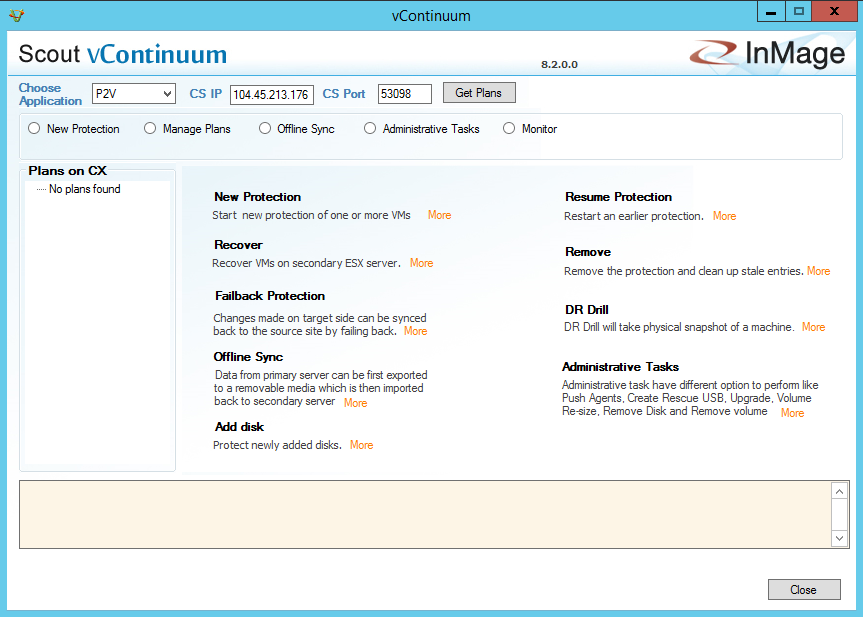 vContinuum
Scout vContinuum
8.2.0.0
InMage
Choose
Application
P2V
CS IP
104.45.213.176
CS Port
53098
Get Plans
New Protection
Manage Plans
Offline Sync
Administrative Tasks
Monitor
Plans on CX
No plans found
New Protection
Start new protection of one or more VMs More
Recover
Recover VMs on secondary ESX server. More
Failback Protection
Changes made on target side can be synced
back to the source site by failing back. More
Offline Sync
Data from primary server can be first exported
to a removable media which is then imported
back to secondary server More
Add disk
Protect newly added disks. More
Resume Protection
Restart an earlier protection. More
Remove
Remove the protection and clean up stale entries. More
DR Drill
DR Drill will take physical snapshot of a machine. More
Administrative Tasks
Administrative task have different option to perform like
Push Agents, Create Rescue USB, Upgrade, Volume
Re-size, Remove Disk and Remove volume More
Close